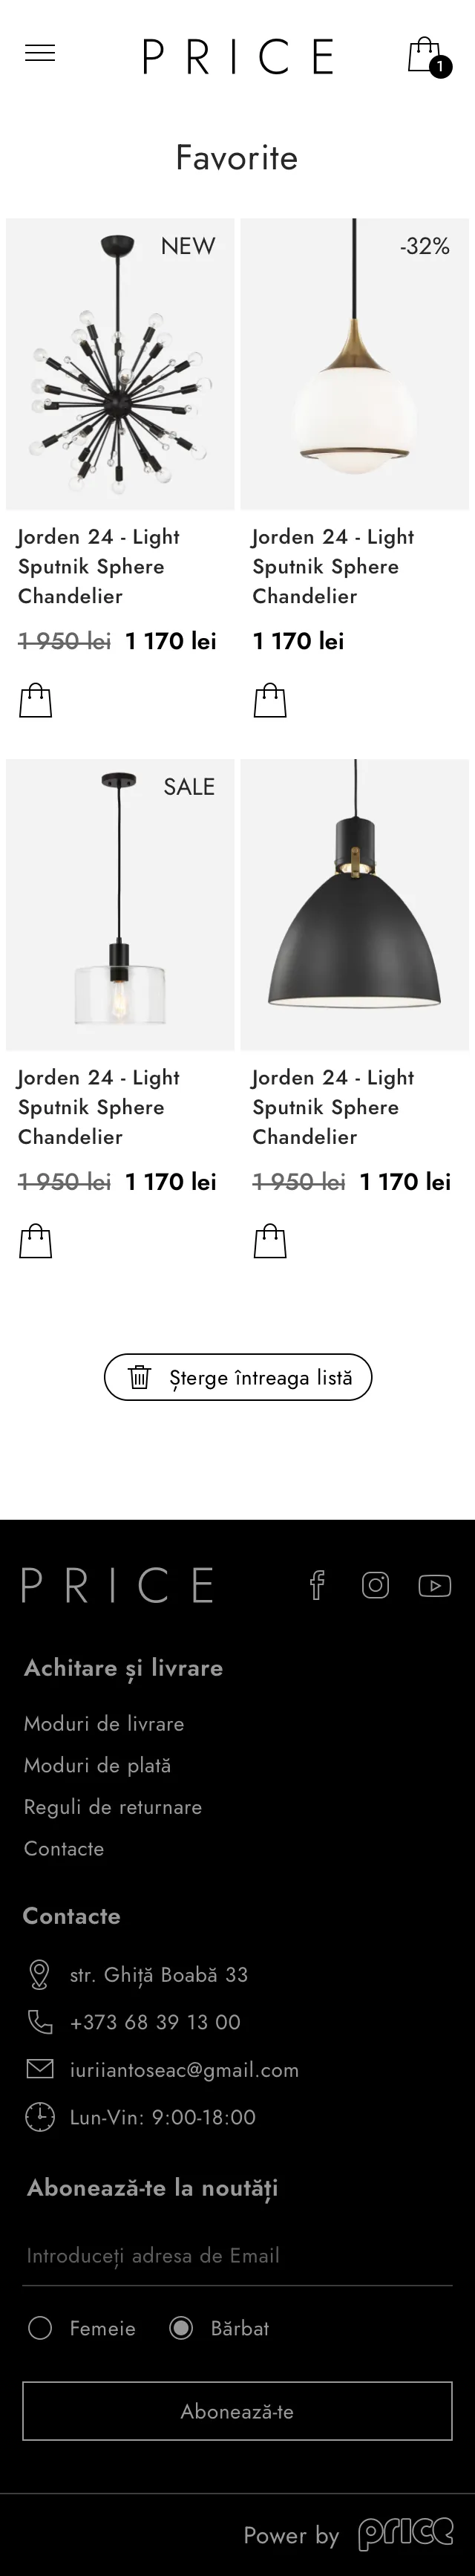 PRICE
1
Favorite
NEW
-32%
Jorden 24 - Light
Sputnik Sphere
Chandelier
1 950 lei 1 170 lei
Jorden 24 - Light
Sputnik Sphere
Chandelier
1 170 lei
SALE
Jorden 24 - Light
Sputnik Sphere
Chandelier
1 950 lei 1 170 lei
Jorden 24 - Light
Sputnik Sphere
Chandelier
1 950 lei 1 170 lei
Șterge întreaga listă
PRICE
Achitare și livrare
Moduri de livrare
Moduri de plată
Reguli de returnare
Contacte
Contacte
str. Ghiță Boabă 33
+373 68 39 13 00
iuriiantoseac@gmail.com
Lun-Vin: 9:00-18:00
Abonează-te la noutăți
Introduceți adresa de Email
Femeie Bărbat
Abonează-te
Power by price